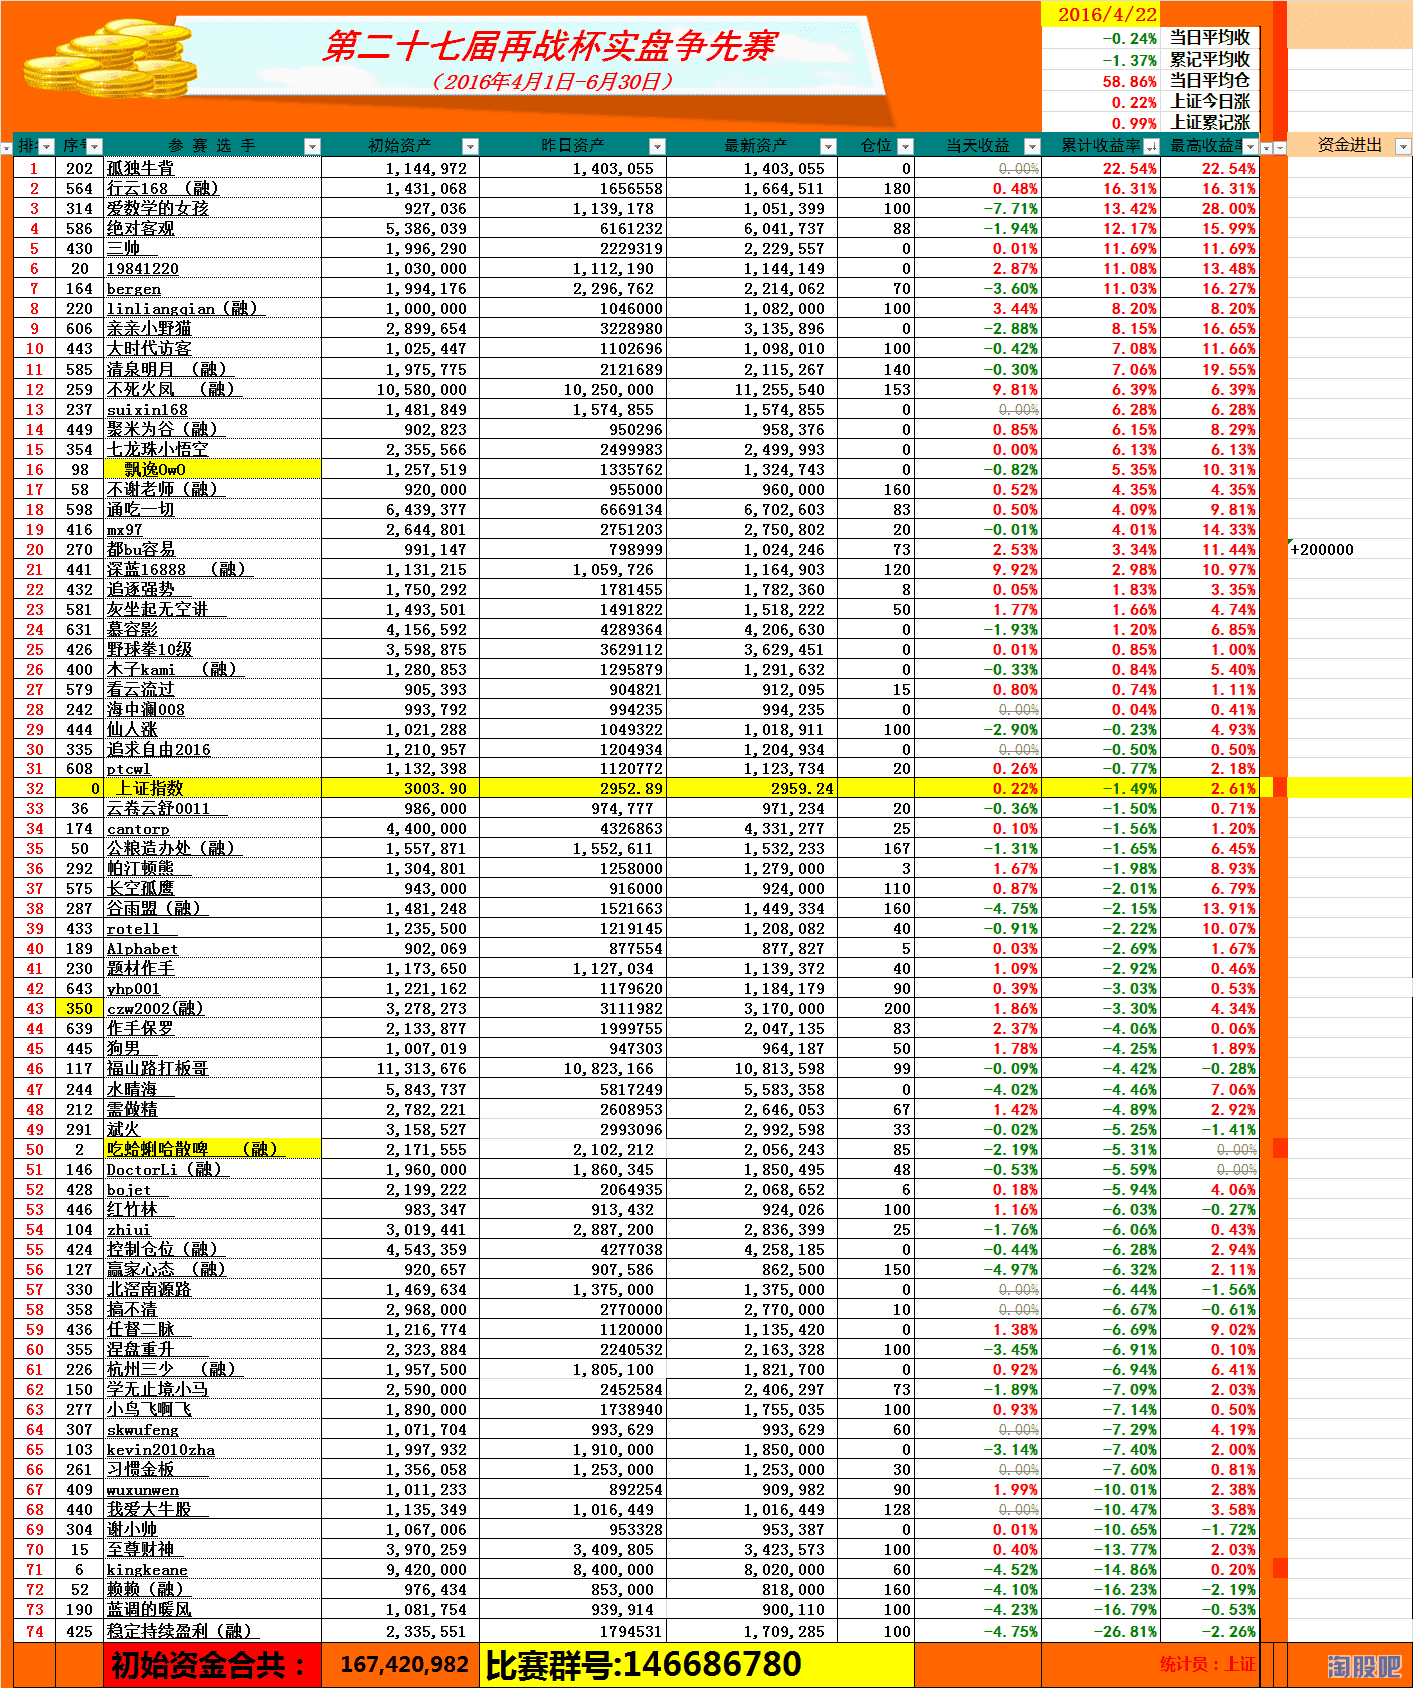 第二十七届再战杯实盘争先赛
（2016年4月1日-6月30日）
2016/4/22
-0.24% 当日平均收
-1.37% 累记平均收
58.86% 当日平均仓
0.22% 上证今日涨
0.99% 上证累记涨
排 序号 参 赛 选 手 初始资产 昨日资产 最新资产 仓位 当天收益 累计收益率 最高收益率 资金进出
1 202 孤独牛背 1,144,972 1,403,055 1,403,055 0 0.00% 22.54% 22.54%
2 564 行云168 （融） 1,431,068 1656558 1,664,511 180 0.48% 16.31% 16.31%
3 314 爱数学的女孩 927,036 1,139,178 1,051,399 100 -7.71% 13.42% 28.00%
4 586 绝对客观 5,386,039 6161232 6,041,737 88 -1.94% 12.17% 15.99%
5 430 三帅 1,996,290 2229319 2,229,557 0 0.01% 11.69% 11.69%
6 20 19841220 1,030,000 1,112,190 1,144,149 0 2.87% 11.08% 13.48%
7 164 bergen 1,994,176 2,296,762 2,214,062 70 -3.60% 11.03% 16.27%
8 220 linliangqian（融） 1,000,000 1046000 1,082,000 100 3.44% 8.20% 8.20%
9 606 亲亲小野猫 2,899,654 3228980 3,135,896 0 -2.88% 8.15% 16.65%
10 443 大时代访客 1,025,447 1102696 1,098,010 100 -0.42% 7.08% 11.66%
11 585 清泉明月 （融） 1,975,775 2121689 2,115,267 140 -0.30% 7.06% 19.55%
12 259 不死火凤 （融） 10,580,000 10,250,000 11,255,540 153 9.81% 6.39% 6.39%
13 237 suixin168 1,481,849 1,574,855 1,574,855 0 0.00% 6.28% 6.28%
14 449 聚米为谷（融） 902,823 950296 958,376 0 0.85% 6.15% 8.29%
15 354 七龙珠小悟空 2,355,566 2499983 2,499,993 0 0.00% 6.13% 6.13%
16 98 飘逸OwO 1,257,519 1335762 1,324,743 0 -0.82% 5.35% 10.31%
17 58 不谢老师（融） 920,000 955000 960,000 160 0.52% 4.35% 4.35%
18 598 通吃一切 6,439,377 6669134 6,702,603 83 0.50% 4.09% 9.81%
19 416 mx97 2,644,801 2751203 2,750,802 20 -0.01% 4.01% 14.33%
20 270 都bu容易 991,147 798999 1,024,246 73 2.53% 3.34% 11.44% +200000
21 441 深蓝16888 （融） 1,131,215 1,059,726 1,164,903 120 9.92% 2.98% 10.97%
22 432 追逐强势 1,750,292 1781455 1,782,360 8 0.05% 1.83% 3.35%
23 581 灰坐起无空讲 1,493,501 1491822 1,518,222 50 1.77% 1.66% 4.74%
24 631 慕容影 4,156,592 4289364 4,206,630 0 -1.93% 1.20% 6.85%
25 426 野球拳10级 3,598,875 3629112 3,629,451 0 0.01% 0.85% 1.00%
26 400 木子kami （融） 1,280,853 1295879 1,291,632 0 -0.33% 0.84% 5.40%
27 579 看云流过 905,393 904821 912,095 15 0.80% 0.74% 1.11%
28 242 海中澜008 993,792 994235 994,235 0 0.00% 0.04% 0.41%
29 444 仙人涨 1,021,288 1049322 1,018,911 100 -2.90% -0.23% 4.93%
30 335 追求自由2016 1,210,957 1204934 1,204,934 0 0.00% -0.50% 0.50%
31 608 ptcwl 1,132,398 1120772 1,123,734 20 0.26% -0.77% 2.18%
32 0 上证指数 3003.90 2952.89 2959.24 0.22% -1.49% 2.61%
33 36 云卷云舒0011 986,000 974,777 971,234 20 -0.36% -1.50% 0.71%
34 174 cantorp 4,400,000 4326863 4,331,277 25 0.10% -1.56% 1.20%
35 50 公粮造办处（融） 1,557,871 1,552,611 1,532,233 167 -1.31% -1.65% 6.45%
36 292 帕汀顿熊 1,304,801 1258000 1,279,000 3 1.67% -1.98% 8.93%
37 575 长空孤鹰 943,000 916000 924,000 110 0.87% -2.01% 6.79%
38 287 谷雨盟（融） 1,481,248 1521663 1,449,334 160 -4.75% -2.15% 13.91%
39 433 rotell 1,235,500 1219145 1,208,082 40 -0.91% -2.22% 10.07%
40 189 Alphabet 902,069 877554 877,827 5 0.03% -2.69% 1.67%
41 230 题材作手 1,173,650 1,127,034 1,139,372 40 1.09% -2.92% 0.46%
42 643 yhp001 1,221,162 1179620 1,184,179 90 0.39% -3.03% 0.53%
43 350 czw2002(融） 3,278,273 3111982 3,170,000 200 1.86% -3.30% 4.34%
44 639 作手保罗 2,133,877 1999755 2,047,135 83 2.37% -4.06% 0.06%
45 445 狗男 1,007,019 947303 964,187 50 1.78% -4.25% 1.89%
46 117 福山路打板哥 11,313,676 10,823,166 10,813,598 99 -0.09% -4.42% -0.28%
47 244 水晴海 5,843,737 5817249 5,583,358 0 -4.02% -4.46% 7.06%
48 212 需做精 2,782,221 2608953 2,646,053 67 1.42% -4.89% 2.92%
49 291 斌火 3,158,527 2993096 2,992,598 33 -0.02% -5.25% -1.41%
50 2 吃蛤蜊哈散啤 （融） 2,171,555 2,102,212 2,056,243 85 -2.19% -5.31% 0.00%
51 146 DoctorLi（融） 1,960,000 1,860,345 1,850,495 48 -0.53% -5.59% 0.00%
52 428 bojet 2,199,222 2064935 2,068,652 6 0.18% -5.94% 4.06%
53 446 红竹林 983,347 913,432 924,026 100 1.16% -6.03% -0.27%
54 104 zhiui 3,019,441 2,887,200 2,836,399 25 -1.76% -6.06% 0.43%
55 424 控制仓位（融） 4,543,359 4277038 4,258,185 0 -0.44% -6.28% 2.94%
56 127 赢家心态 （融） 920,657 907,586 862,500 150 -4.97% -6.32% 2.11%
57 330 北滘南源路 1,469,634 1,375,000 1,375,000 0 0.00% -6.44% -1.56%
58 358 搞不清 2,968,000 2770000 2,770,000 10 0.00% -6.67% -0.61%
59 436 任督二脉 1,216,774 1120000 1,135,420 0 1.38% -6.69% 9.02%
60 355 涅盘重升 2,323,884 2240532 2,163,328 100 -3.45% -6.91% 0.10%
61 226 杭州三少 （融） 1,957,500 1,805,100 1,821,700 0 0.92% -6.94% 6.41%
62 150 学无止境小马 2,590,000 2452584 2,406,297 73 -1.89% -7.09% 2.03%
63 277 小鸟飞啊飞 1,890,000 1738940 1,755,035 100 0.93% -7.14% 0.50%
64 307 skwufeng 1,071,704 993,629 993,629 60 0.00% -7.29% 4.19%
65 103 kevin2010zha 1,997,932 1,910,000 1,850,000 0 -3.14% -7.40% 2.00%
66 261 习惯金板 1,356,058 1,253,000 1,253,000 30 0.00% -7.60% 0.81%
67 409 wuxunwen 1,011,233 892254 909,982 90 1.99% -10.01% 2.38%
68 440 我爱大牛股 1,135,349 1,016,449 1,016,449 128 0.00% -10.47% 3.58%
69 304 谢小帅 1,067,006 953328 953,387 0 0.01% -10.65% -1.72%
70 15 至尊财神 3,970,259 3,409,805 3,423,573 100 0.40% -13.77% 2.03%
71 6 kingkeane 9,420,000 8,400,000 8,020,000 60 -4.52% -14.86% 0.20%
72 52 赖赖（融） 976,434 853,000 818,000 160 -4.10% -16.23% -2.19%
73 190 蓝调的暖风 1,081,754 939,914 900,110 100 -4.23% -16.79% -0.53%
74 425 稳定持续盈利（融） 2,335,551 1794531 1,709,285 100 -4.75% -26.81% -2.26%
初始资金合共： 167,420,982 比赛群号:146686780 统计员：上证
淘股吧